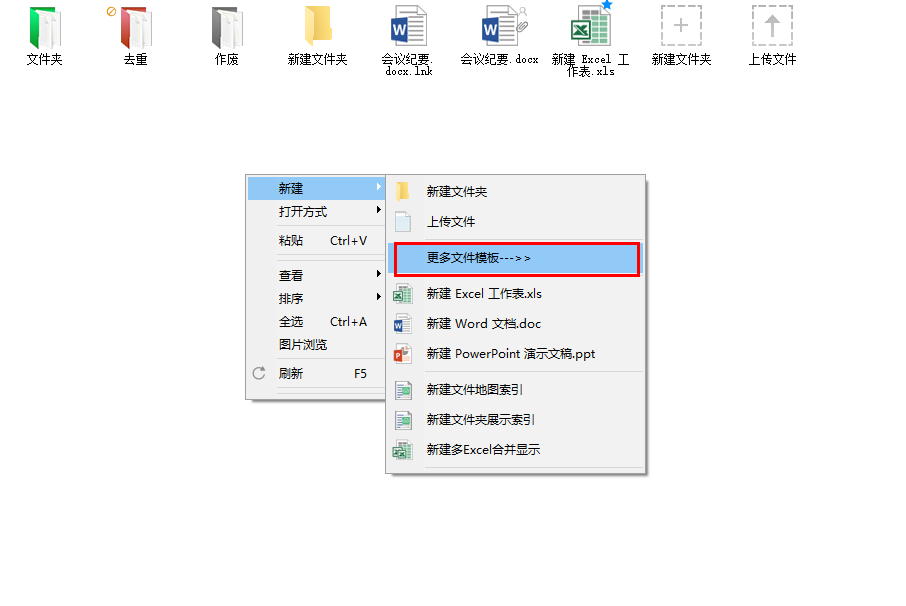 文件夹
去重
作废
新建文件夹
会议纪要.
docx.lnk
会议纪要.docx
新建 Excel 工
作表.xls
新建文件夹
上传文件
新建
打开方式
粘贴 Ctrl+V
查看
排序
全选 Ctrl+A
图片浏览
刷新 F5
新建文件夹
上传文件
更多文件模板--->>
新建 Excel 工作表.xls
新建 Word 文档.doc
新建 PowerPoint 演示文稿.ppt
新建文件地图索引
新建文件夹展示索引
新建多Excel合并显示